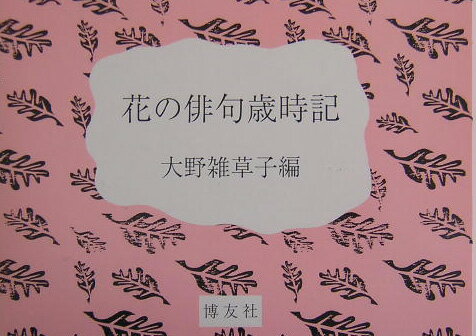 花の俳句歳時記
大野雑草子編
博友社